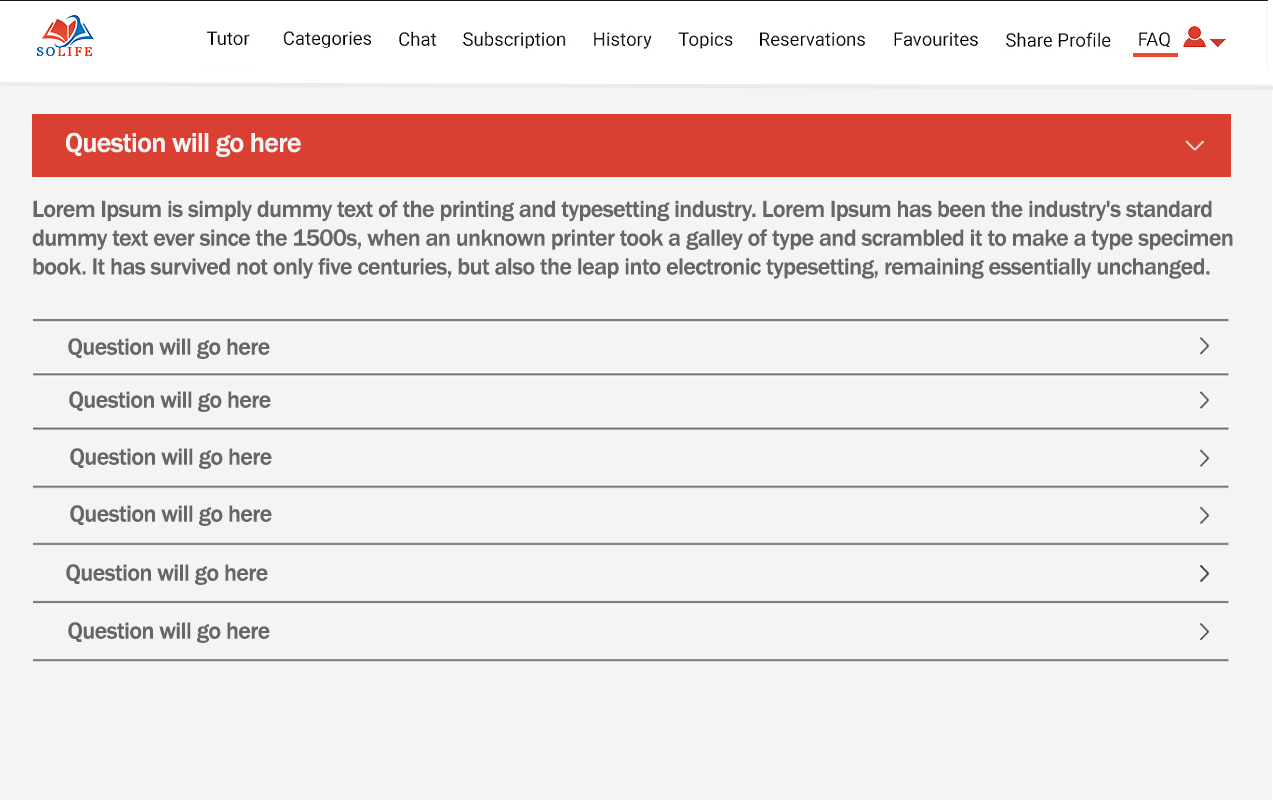 SOLIFE
Tutor Categories Chat Subscription History Topics Reservations Favourites Share Profile FAQ
Question will go here
Lorem Ipsum is simply dummy text of the printing and typesetting industry. Lorem Ipsum has been the industry's standard
dummy text ever since the 1500s, when an unknown printer took a galley of type and scrambled it to make a type specimen
book. It has survived not only five centuries, but also the leap into electronic typesetting, remaining essentially unchanged.
Question will go here
Question will go here
Question will go here
Question will go here
Question will go here
Question will go here